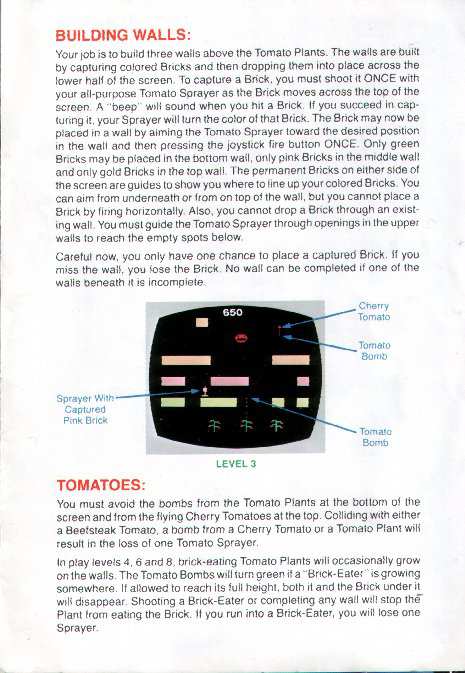 BUILDING WALLS:
Your job is to build three walls above the Tomato Plants. The walls are built
by capturing colored Bricks and then dropping them into place across the
lower half of the screen. To capture a Brick, you must shoot it ONCE with
your all-purpose Tomato Sprayer as the Brick moves across the top of the
screen. A "beep" will sound when you hit a Brick. If you succeed in cap-
turing it, your Sprayer will turn the color of that Brick. The Brick may now be
placed in a wall by aiming the Tomato Sprayer toward the desired position
in the wall and then pressing the joystick fire button ONCE. Only green
Bricks may be placed in the bottom wall, only pink Bricks in the middle wall
and only gold Bricks in the top wall. The permanent Bricks on either side of
the screen are guides to show you where to line up your colored Bricks. You
can aim from underneath or from on top of the wall, but you cannot place a
Brick by firing horizontally. Also, you cannot drop a Brick through an exist-
ing wall. You must guide the Tomato Sprayer through openings in the upper
walls to reach the empty spots below.
Careful now, you only have one chance to place a captured Brick. If you
miss the wall, you lose the Brick. No wall can be completed if one of the
walls beneath it is incomplete.
650
Cherry
Tomato
Tomato
Bomb
Sprayer With
Captured
Pink Brick
Tomato
Bomb
LEVEL 3
TOMATOES:
You must avoid the bombs from the Tomato Plants at the bottom of the
screen and from the flying Cherry Tomatoes at the top. Colliding with either
a Beefsteak Tomato, a bomb from a Cherry Tomato or a Tomato Plant will
result in the loss of one Tomato Sprayer.
In play levels 4, 6 and 8, brick-eating Tomato Plants will occasionally grow
on the walls. The Tomato Bombs will turn green if a "Brick-Eater" is growing
somewhere. If allowed to reach its full height, both it and the Brick under it
will disappear. Shooting a Brick-Eater or completing any wall will stop the
Plant from eating the Brick. If you run into a Brick-Eater, you will lose one
Sprayer.